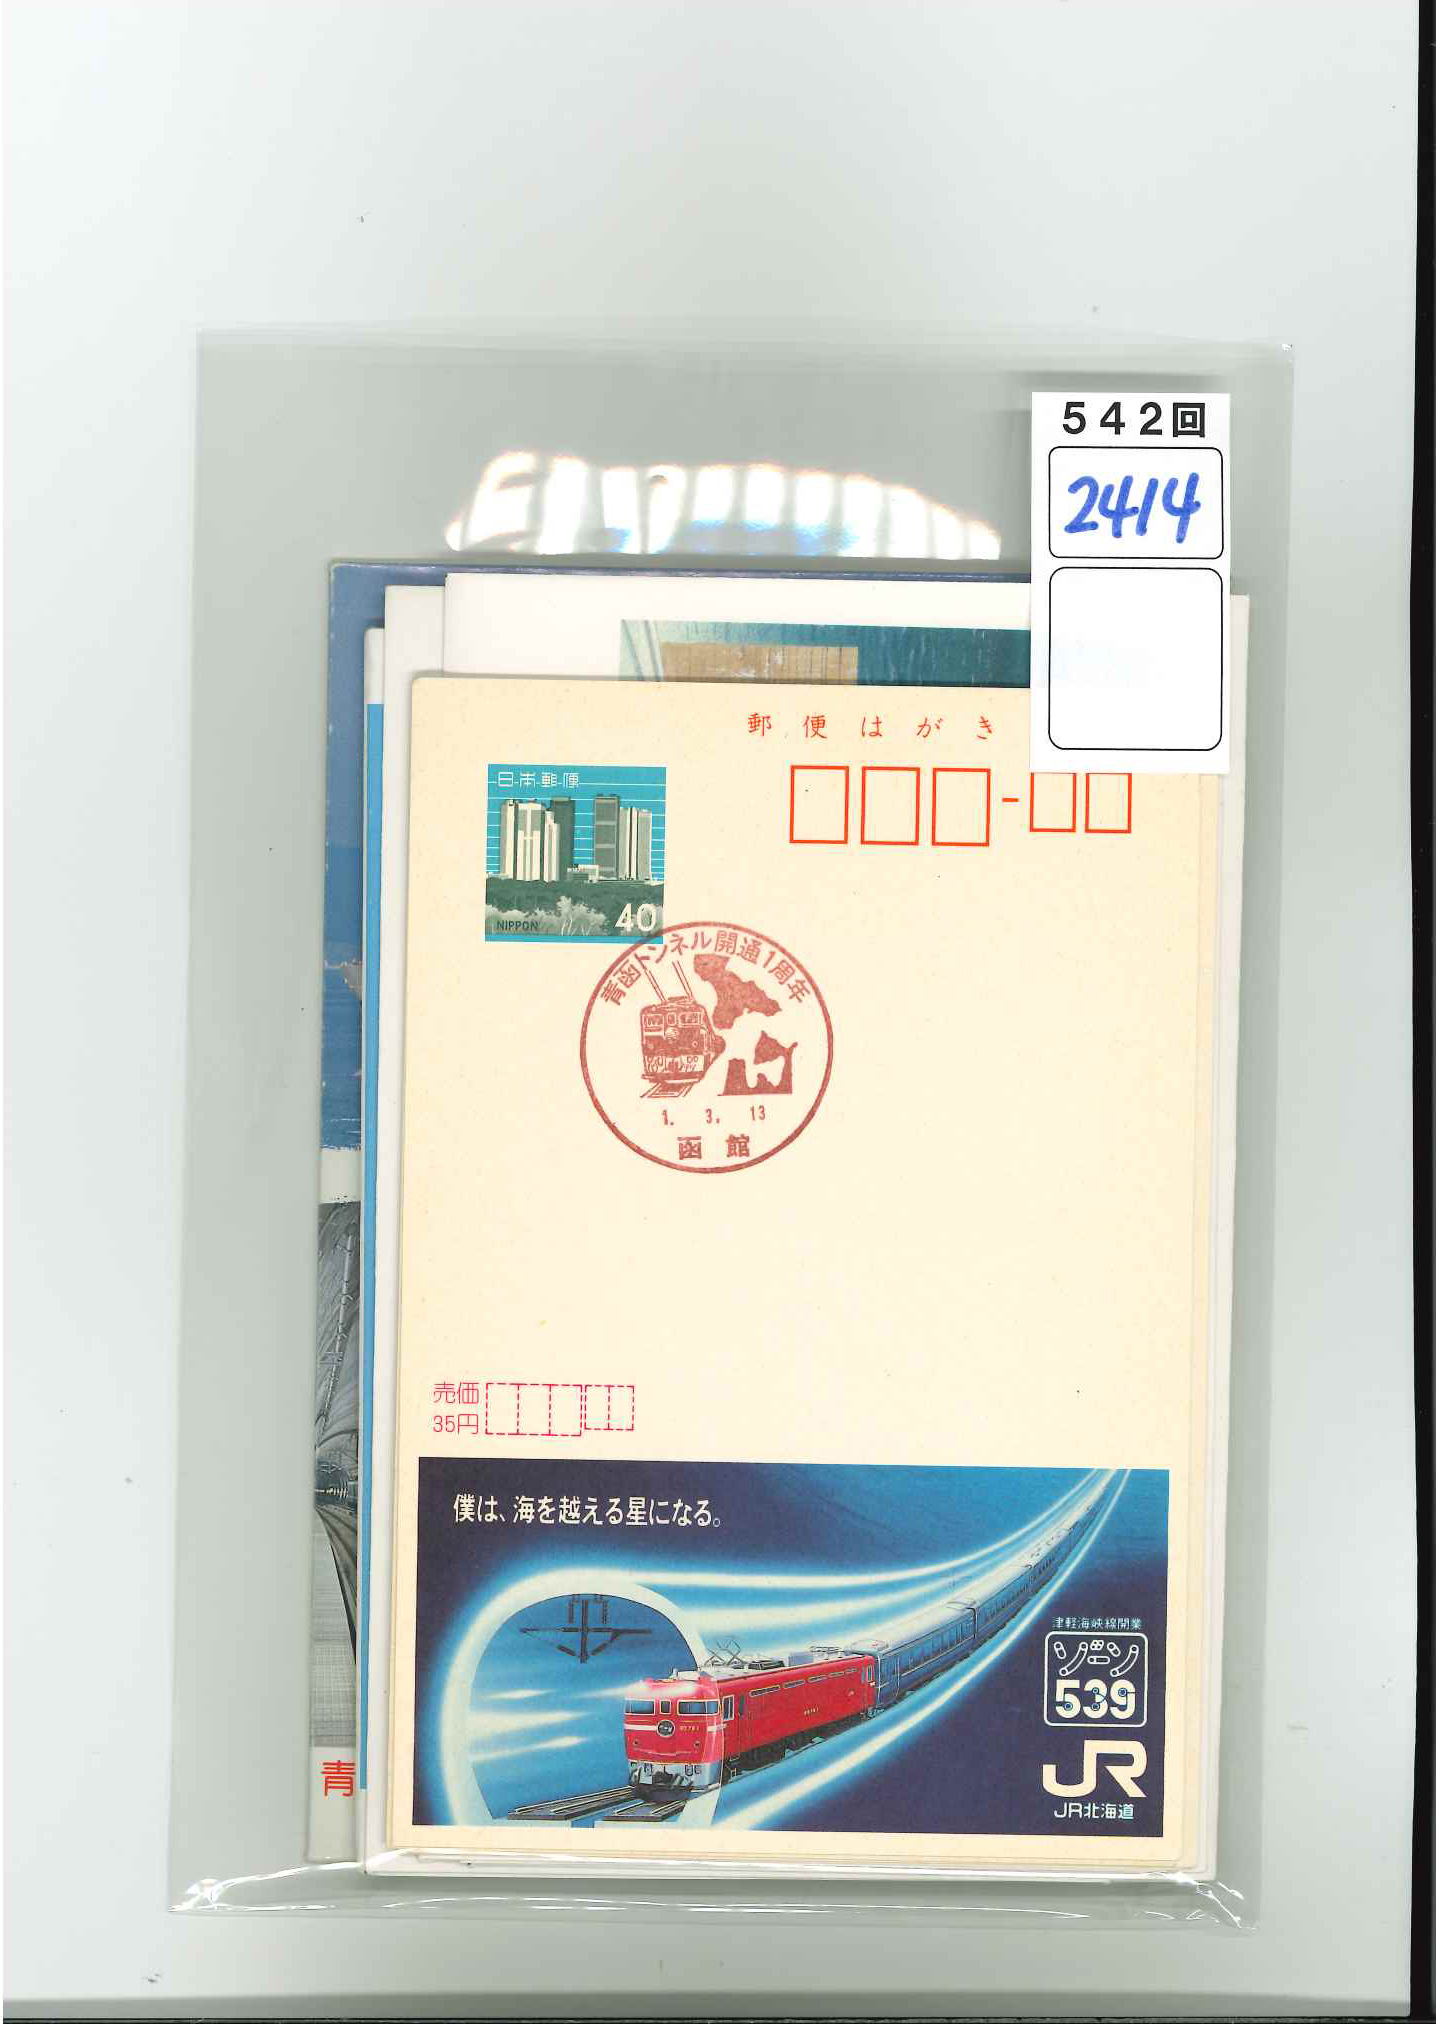 542回
2414
郵便はがき
日本郵便
NIPPON
40
青函トンネル開通1周年
1. 3. 13
函館
売価
35円
僕は、海を越える星になる。
津軽海峡線開業
ゾーン
539
JR
JR北海道
青